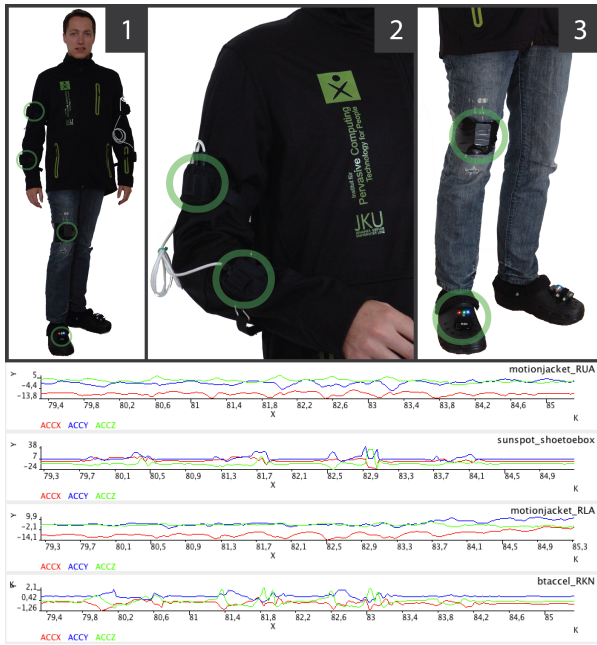 1
2
3
Institut für
Pervasive Computing
Technology for People
JKU
motionjacket_RUA
Y
5
-4,4
-13,8
79,4 79,8 80,2 80,6 81 81,4 81,8 82,2 82,6 83 83,4 83,8 84,2 84,6 85
X
K
ACCX ACCY ACCZ
sunspot_shoetoebox
Y
38
7
-24
79,3 79,7 80,1 80,5 80,9 81,3 81,7 82,1 82,5 82,9 83,3 83,7 84,1 84,5 84,9
X
K
ACCX ACCY ACCZ
motionjacket_RLA
Y
9,9
-2,1
-14,1
79,3 79,7 80,1 80,5 80,9 81,3 81,7 82,1 82,5 82,9 83,3 83,7 84,1 84,5 84,9 85,3
X
K
ACCX ACCY ACCZ
btaccel_RKN
2,1
0,42
-1,26
79,4 79,8 80,2 80,6 81 81,4 81,8 82,2 82,6 83 83,4 83,8 84,2 84,6 85
X
K
ACCX ACCY ACCZ